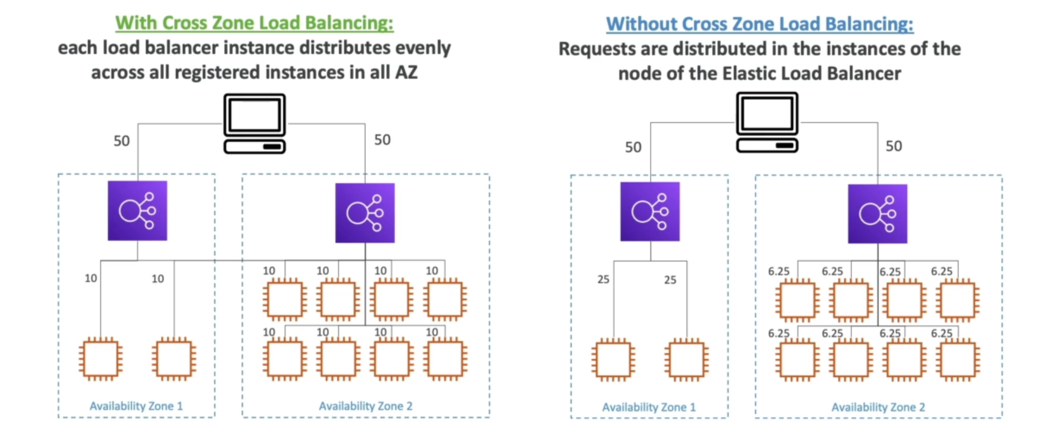 With Cross Zone Load Balancing:
each load balancer instance distributes evenly
across all registered instances in all AZ
50
50
10
10
10
10
10
10
10
10
10
10
Availability Zone 1
Availability Zone 2
Without Cross Zone Load Balancing:
Requests are distributed in the instances of the
node of the Elastic Load Balancer
50
50
25
25
6.25
6.25
6.25
6.25
6.25
6.25
6.25
6.25
Availability Zone 1
Availability Zone 2